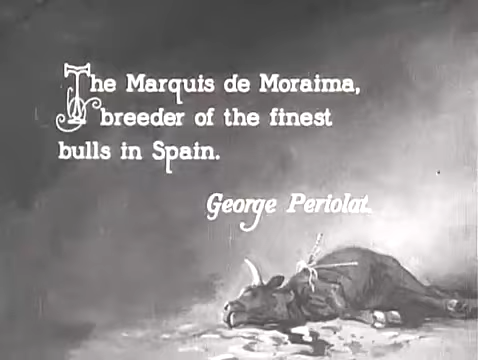 The Marquis de Moraima,
breeder of the finest
bulls in Spain.
George Periolat.